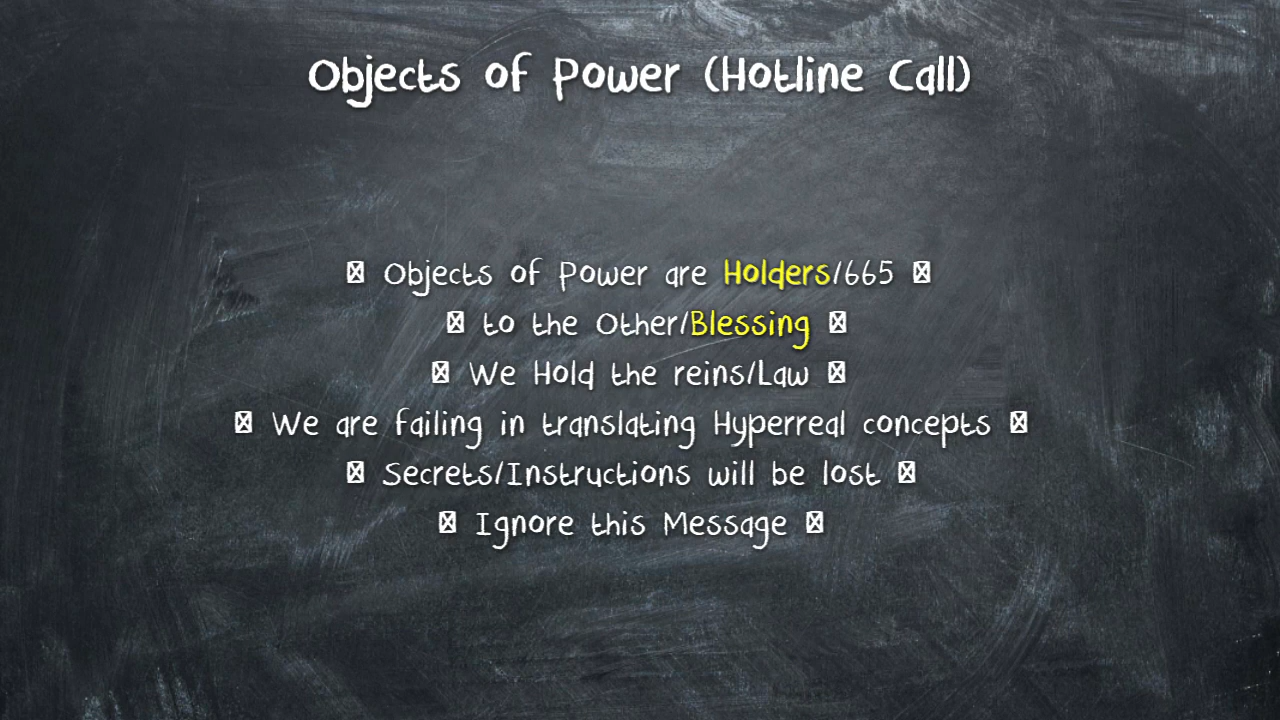 Objects of Power (Hotline Call)
☒ Objects of Power are Holders/665 ☒
☒ to the Other/Blessing ☒
☒ We Hold the reins/Law ☒
☒ We are failing in translating Hyperreal concepts ☒
☒ Secrets/Instructions will be lost ☒
☒ Ignore this Message ☒